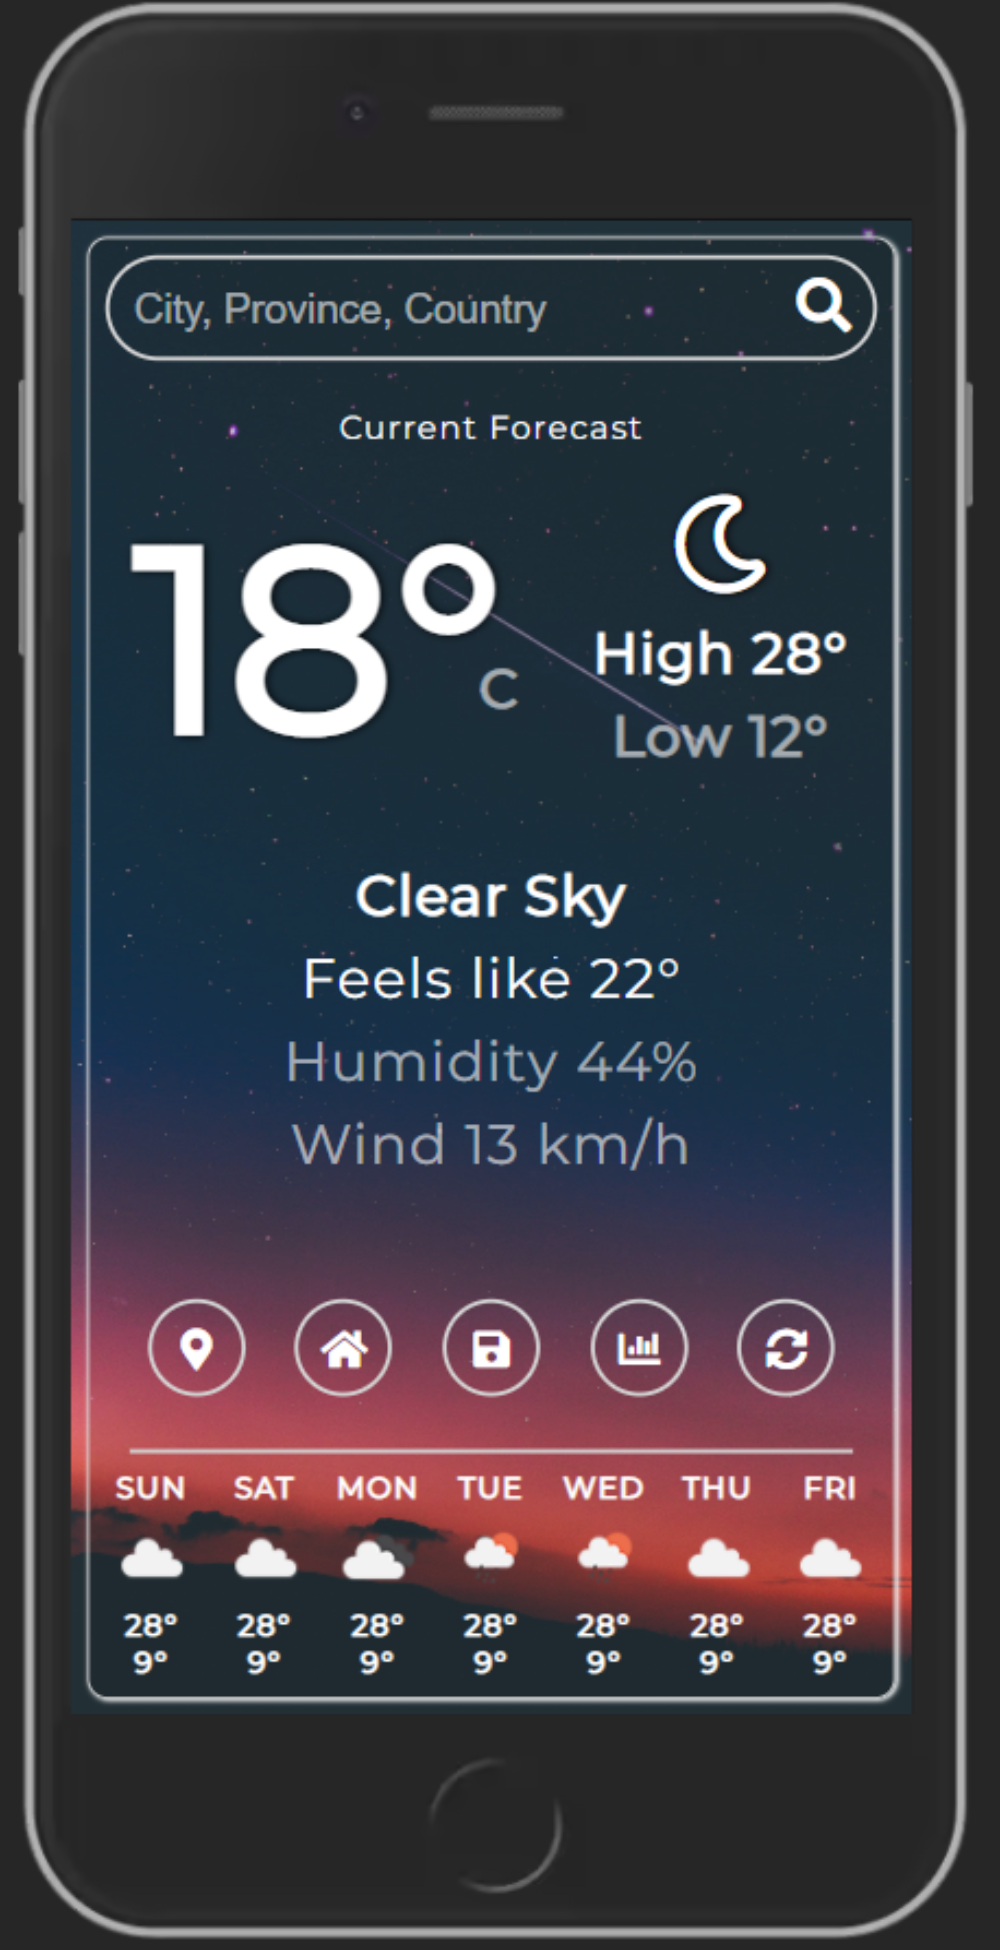 City, Province, Country
Current Forecast
18° C
High 28°
Low 12°
Clear Sky
Feels like 22°
Humidity 44%
Wind 13 km/h
SUN SAT MON TUE WED THU FRI
28° 28° 28° 28° 28° 28° 28°
9° 9° 9° 9° 9° 9° 9°